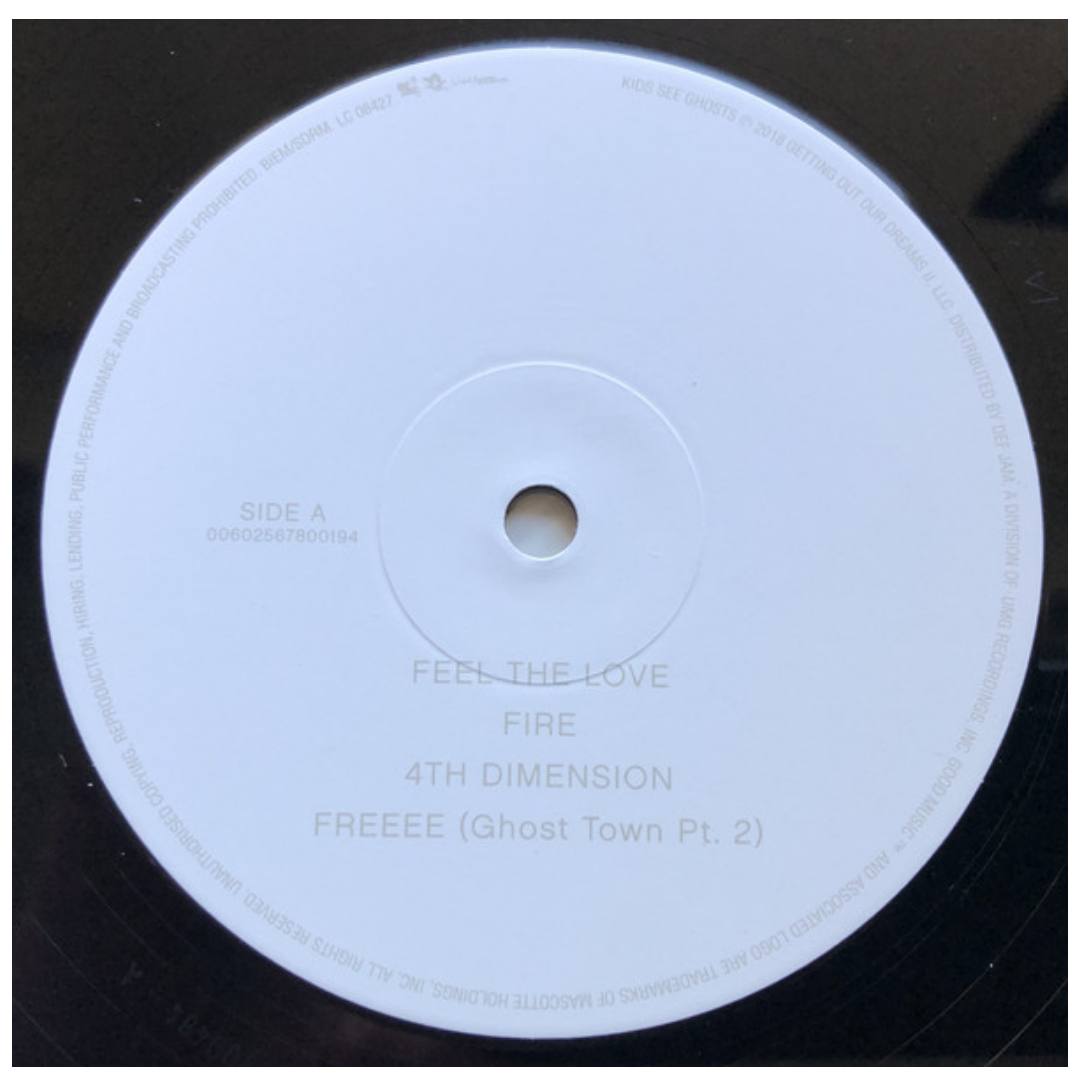 KIDS SEE GHOSTS ℗ 2018 GETTING OUT OUR DREAMS II, LLC. DISTRIBUTED BY DEF JAM, A DIVISION OF UMG RECORDINGS, INC. GOOD MUSIC™ AND ASSOCIATED LOGO ARE TRADEMARKS OF MASCOTTE HOLDINGS, INC. ALL RIGHTS RESERVED. UNAUTHORISED COPYING, REPRODUCTION, HIRING, LENDING, PUBLIC PERFORMANCE AND BROADCASTING PROHIBITED. BIEM/SDRM. LC 08427
SIDE A
00602567800194
FEEL THE LOVE
FIRE
4TH DIMENSION
FREEEE (Ghost Town Pt. 2)